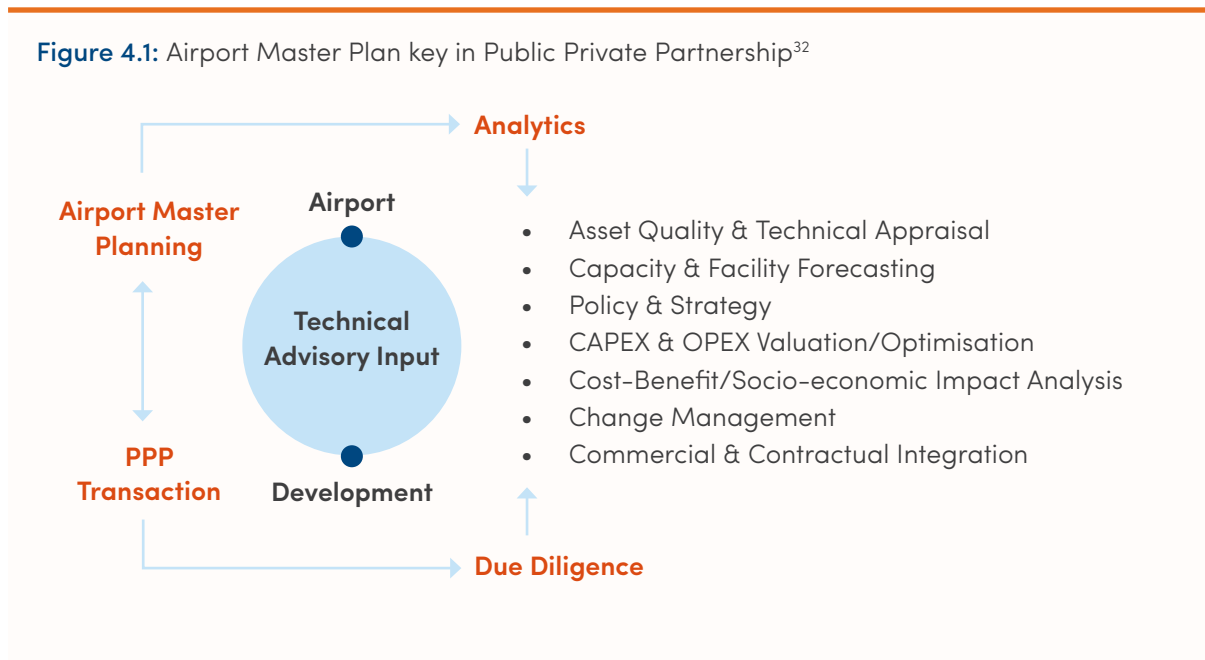 Figure 4.1: Airport Master Plan key in Public Private Partnership32
Analytics
Airport Master
Planning
Airport
Technical
Advisory Input
Development
PPP
Transaction
• Asset Quality & Technical Appraisal
• Capacity & Facility Forecasting
• Policy & Strategy
• CAPEX & OPEX Valuation/Optimisation
• Cost-Benefit/Socio-economic Impact Analysis
• Change Management
• Commercial & Contractual Integration
Due Diligence